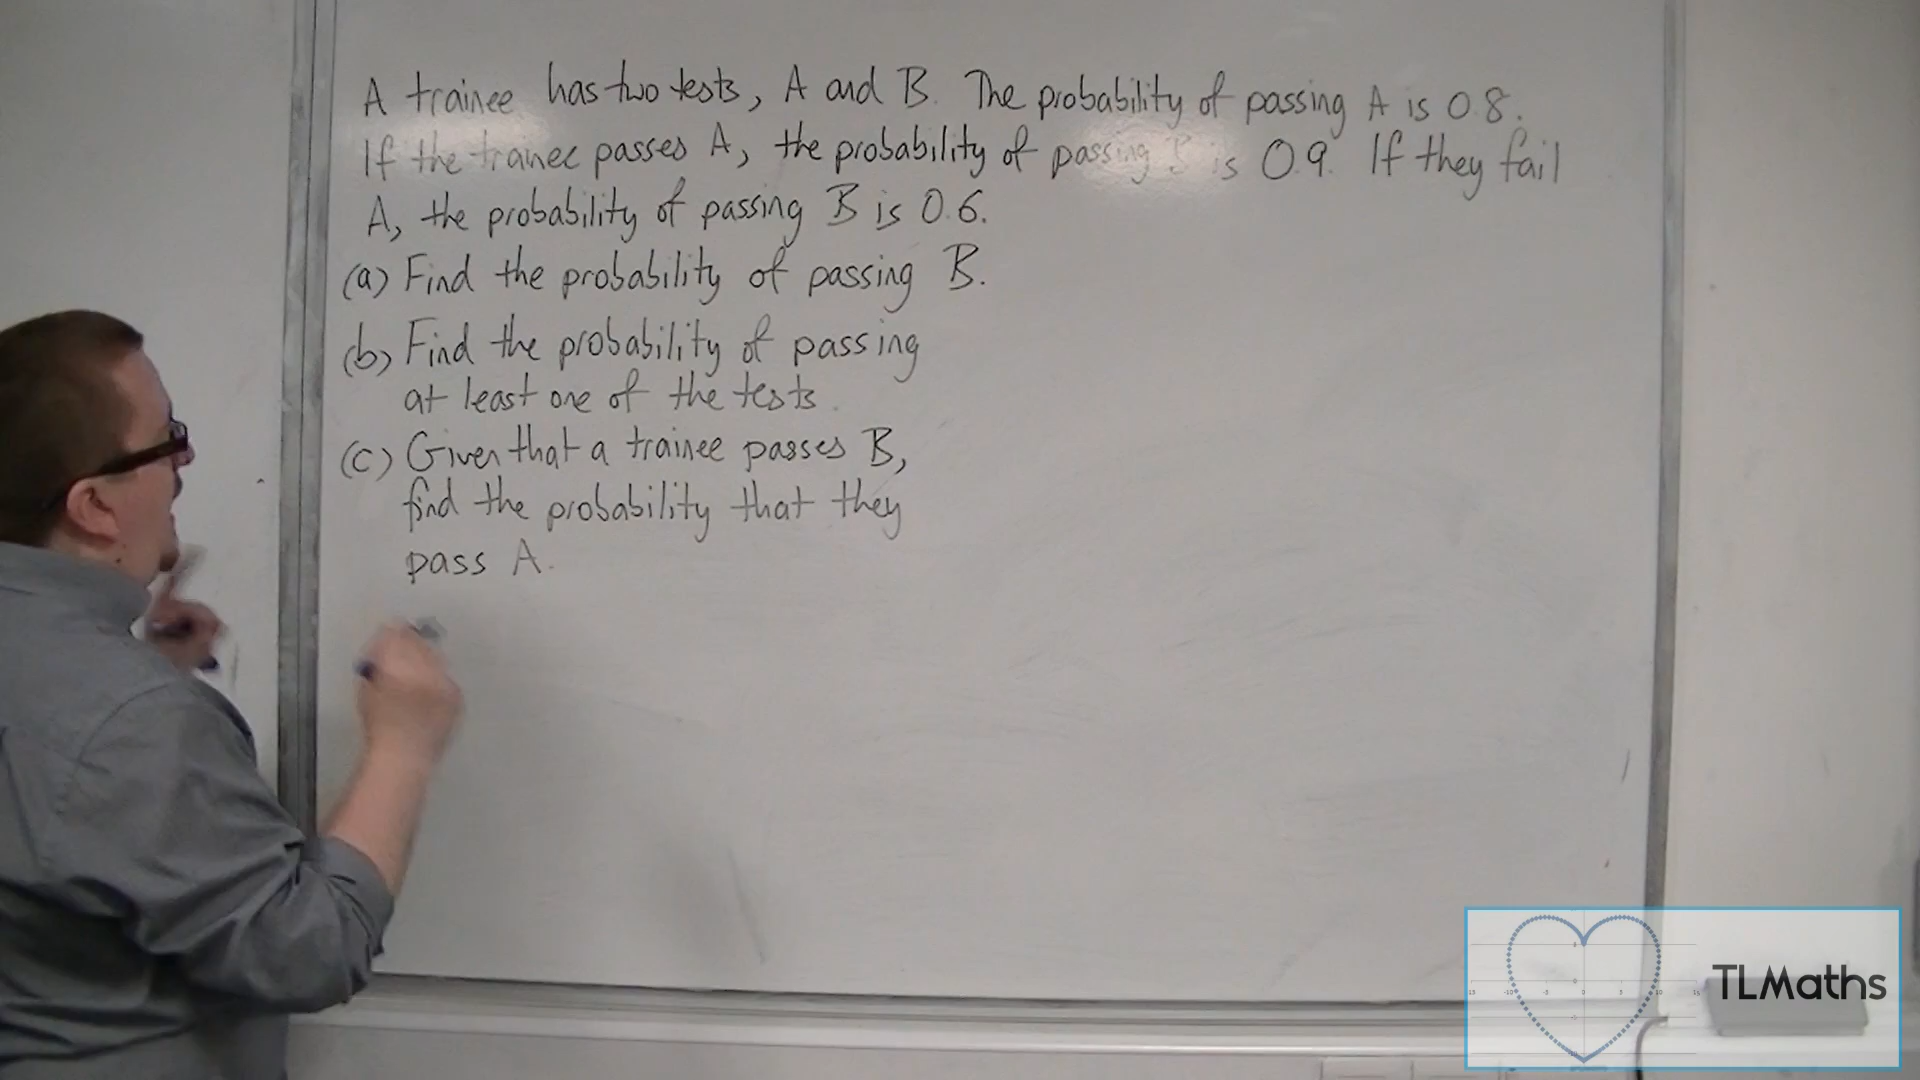 A trainee has two tests, A and B. The probability of passing A is 0.8.
If the trainee passes A, the probability of passing B is 0.9. If they fail
A, the probability of passing B is 0.6.
(a) Find the probability of passing B.
(b) Find the probability of passing
at least one of the tests.
(c) Given that a trainee passes B,
find the probability that they
pass A.
TLMaths